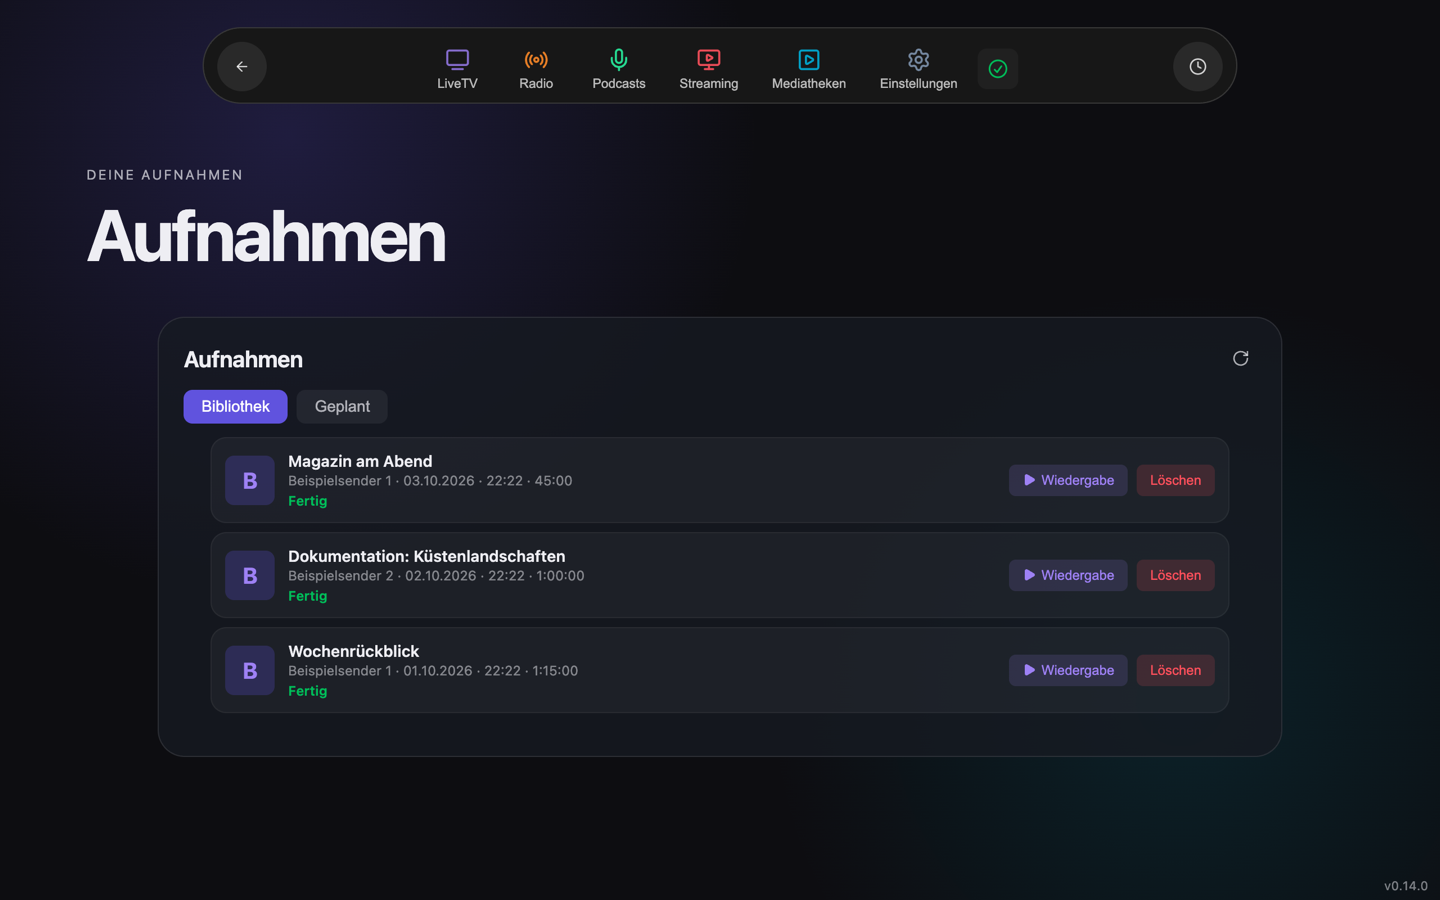 LiveTV
Radio
Podcasts
Streaming
Mediatheken
Einstellungen
DEINE AUFNAHMEN
Aufnahmen
Aufnahmen
Bibliothek
Geplant
B
Magazin am Abend
Beispielsender 1 · 03.10.2026 · 22:22 · 45:00
Fertig
Wiedergabe
Löschen
B
Dokumentation: Küstenlandschaften
Beispielsender 2 · 02.10.2026 · 22:22 · 1:00:00
Fertig
Wiedergabe
Löschen
B
Wochenrückblick
Beispielsender 1 · 01.10.2026 · 22:22 · 1:15:00
Fertig
Wiedergabe
Löschen
v0.14.0